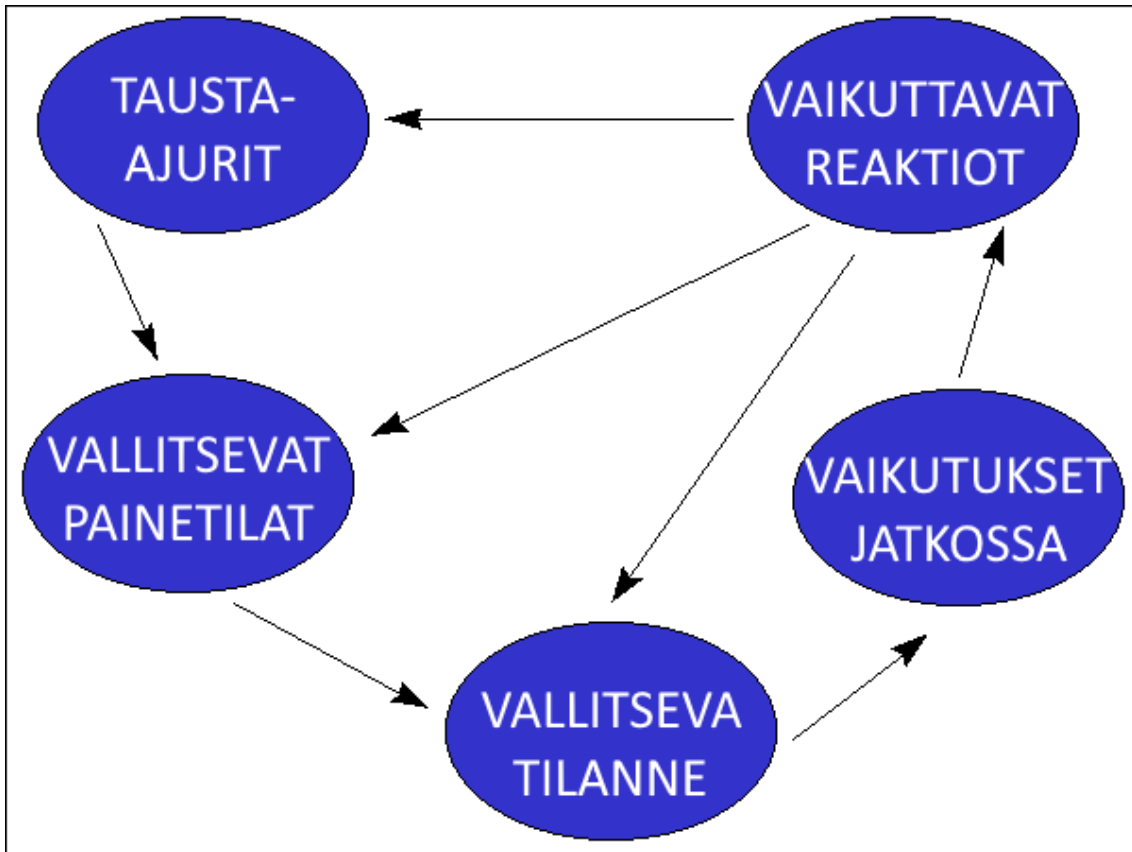 TAUSTA-
AJURIT
VAIKUTTAVAT
REAKTIOT
VALLITSEVAT
PAINETILAT
VAIKUTUKSET
JATKOSSA
VALLITSEVA
TILANNE